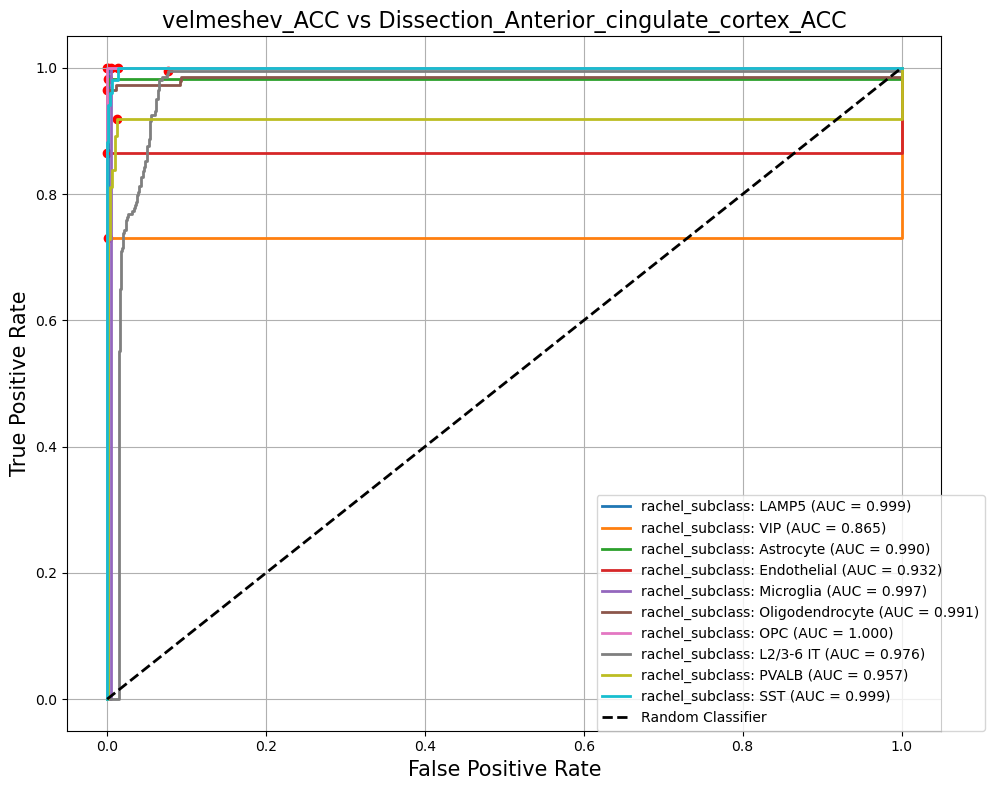 velmeshev_ACC vs Dissection_Anterior_cingulate_cortex_ACC
True Positive Rate
1.0
0.8
0.6
0.4
0.2
0.0
rachel_subclass: LAMP5 (AUC = 0.999)
rachel_subclass: VIP (AUC = 0.865)
rachel_subclass: Astrocyte (AUC = 0.990)
rachel_subclass: Endothelial (AUC = 0.932)
rachel_subclass: Microglia (AUC = 0.997)
rachel_subclass: Oligodendrocyte (AUC = 0.991)
rachel_subclass: OPC (AUC = 1.000)
rachel_subclass: L2/3-6 IT (AUC = 0.976)
rachel_subclass: PVALB (AUC = 0.957)
rachel_subclass: SST (AUC = 0.999)
Random Classifier
0.0 0.2 0.4 0.6 0.8 1.0
False Positive Rate